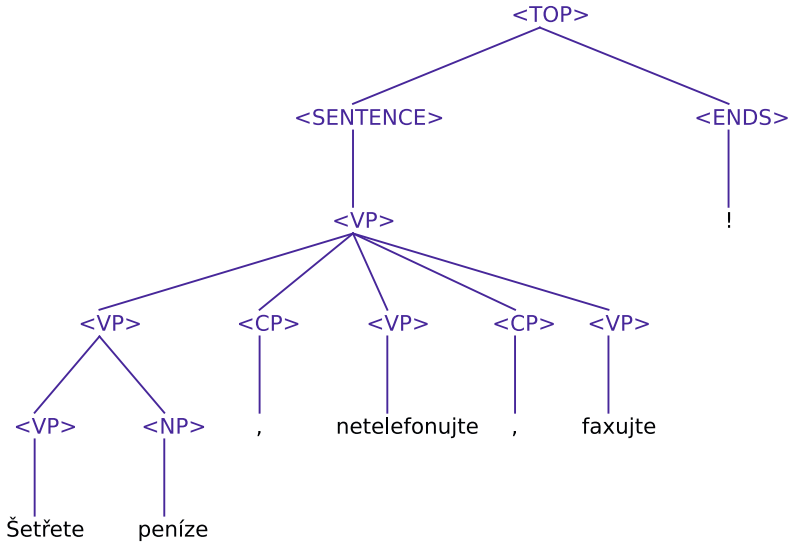 <TOP>
<SENTENCE> <ENDS>
<VP> !
<VP> <CP> <VP> <CP> <VP>
<VP> <NP> , netelefonujte , faxujte
Šetřete peníze